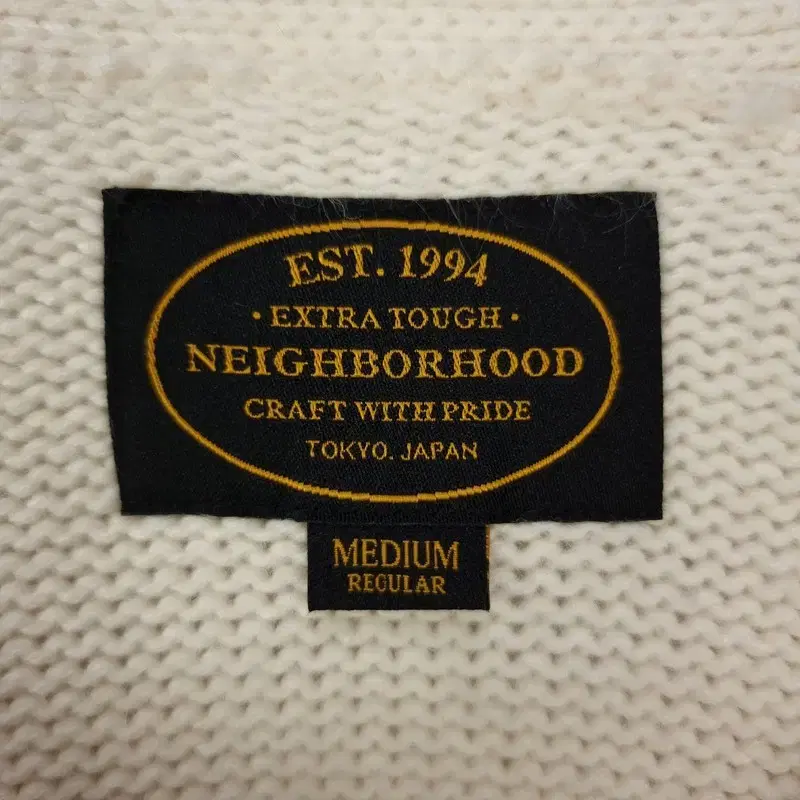 EST. 1994
· EXTRA TOUGH ·
NEIGHBORHOOD
CRAFT WITH PRIDE
TOKYO. JAPAN
MEDIUM
REGULAR